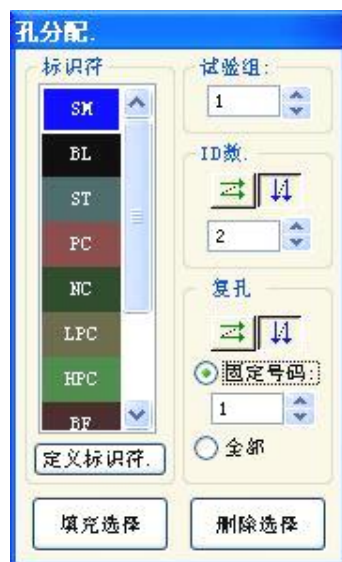 孔分配.
标识符
SM
BL
ST
PC
NC
LPC
HPC
BF
定义标识符.
试验组:
1
ID数.
2
复孔
固定号码:
1
全部
填充选择
删除选择